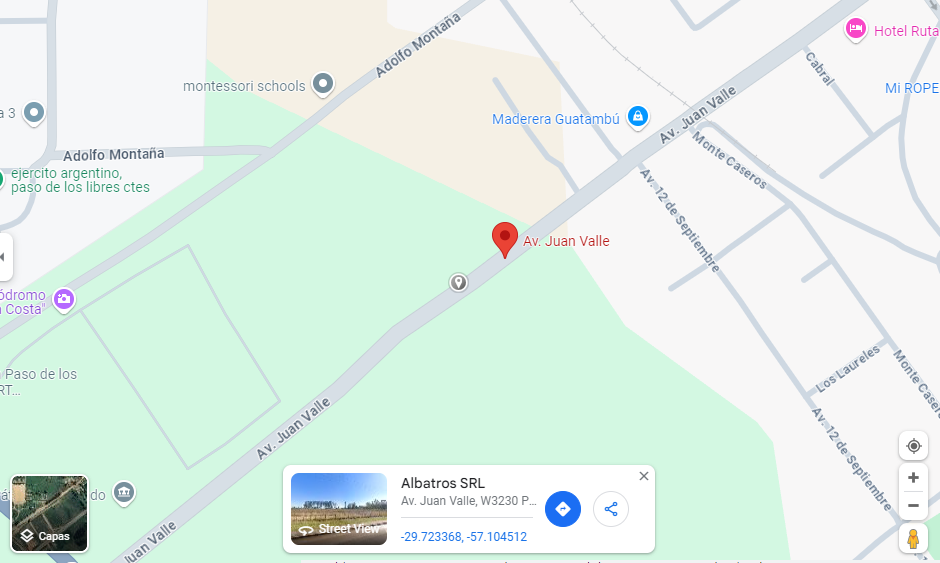 Adolfo Montaña
Hotel Ruta
Cabral
montessori schools
Mi ROPE
a 3
Maderera Guatambú
Av. Juan Valle
Monte Caseros
Adolfo Montaña
ejercito argentino,
paso de los libres ctes
Av. 12 de Septiembre
Av. Juan Valle
ódromo
Costa"
Paso de los
RT...
Los Laureles
Monte Caseros
Av. Juan Valle
Av. 12 de Septiembre
Albatros SRL
Av. Juan Valle, W3230 P...
Street View
-29.723368, -57.104512
do
Capas
Juan Valle